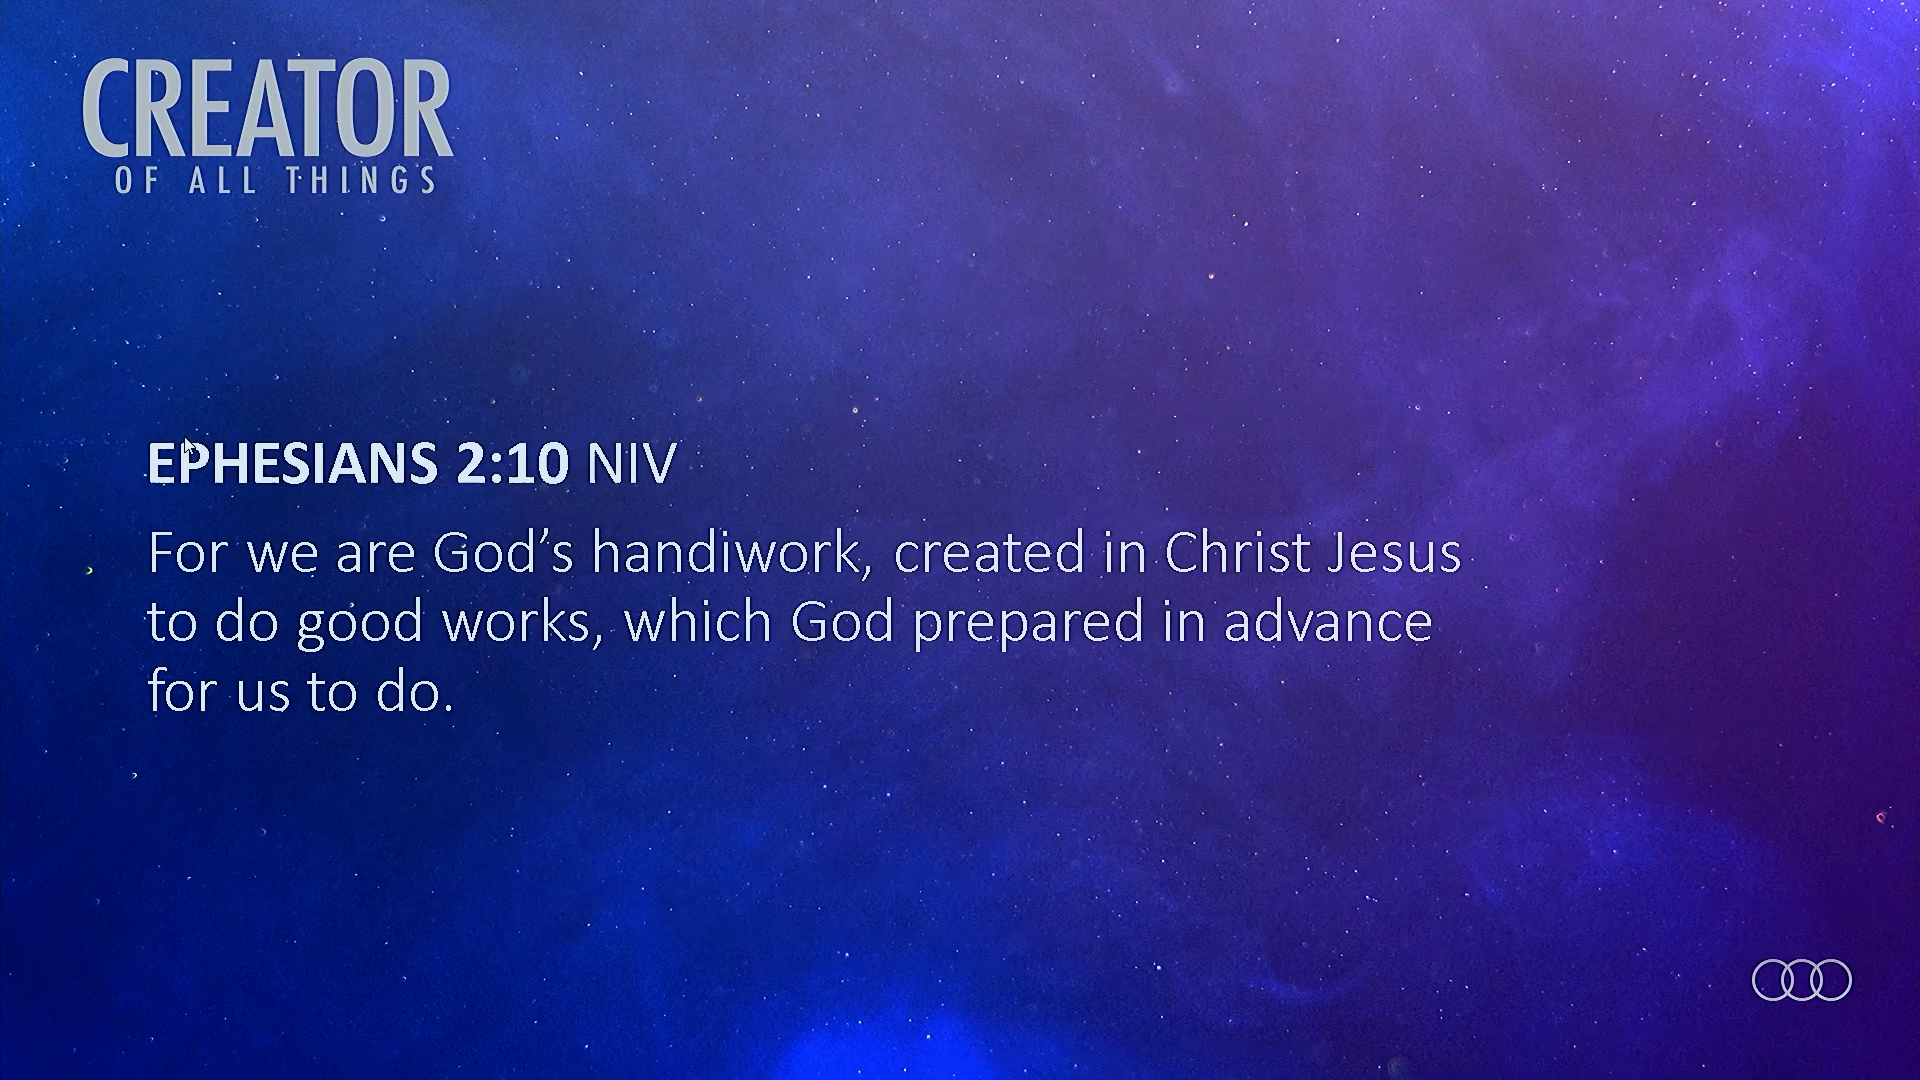 CREATOR
OF ALL THINGS
EPHESIANS 2:10 NIV
For we are God’s handiwork, created in Christ Jesus
to do good works, which God prepared in advance
for us to do.